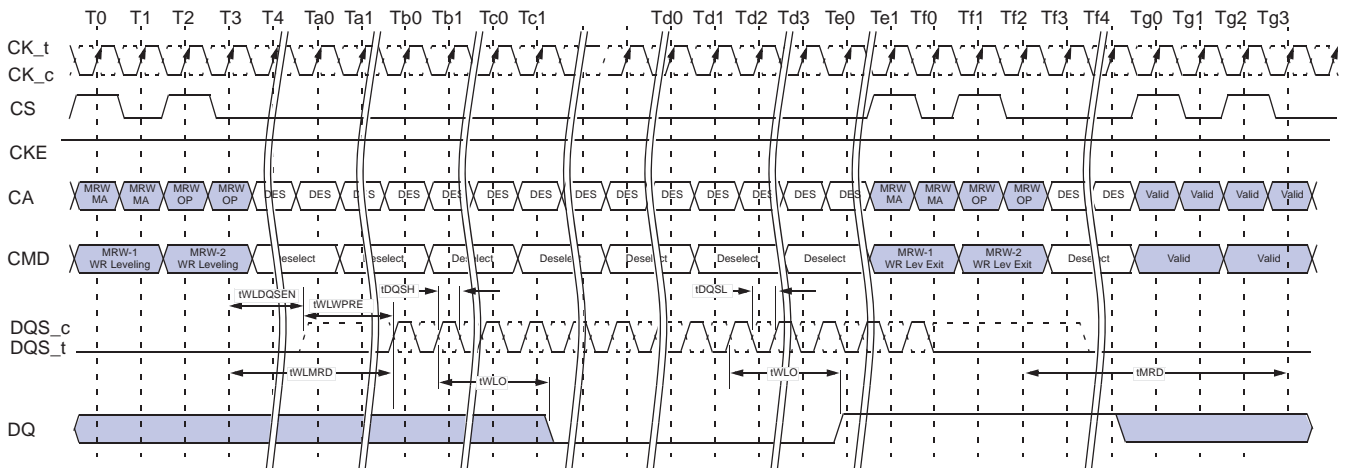 T0 T1 T2 T3 T4 Ta0 Ta1 Tb0 Tb1 Tc0 Tc1 Td0 Td1 Td2 Td3 Te0 Te1 Tf0 Tf1 Tf2 Tf3 Tf4 Tg0 Tg1 Tg2 Tg3
CK_t
CK_c
CS
CKE
CA
MRW MA
MRW MA
MRW OP
MRW OP
DES DES DES DES DES DES DES DES DES DES DES DES DES DES
MRW MA
MRW MA
MRW OP
MRW OP
DES DES
Valid Valid Valid Valid
CMD
MRW-1
WR Leveling
MRW-2
WR Leveling
Deselect Deselect Deselect Deselect Deselect Deselect Deselect
MRW-1
WR Lev Exit
MRW-2
WR Lev Exit
Deselect
Valid Valid
tWLDQSEN tWLWPRE tDQSH tDQSL
DQS_c
DQS_t
tWLMRD tWLO tWLO tMRD
DQ